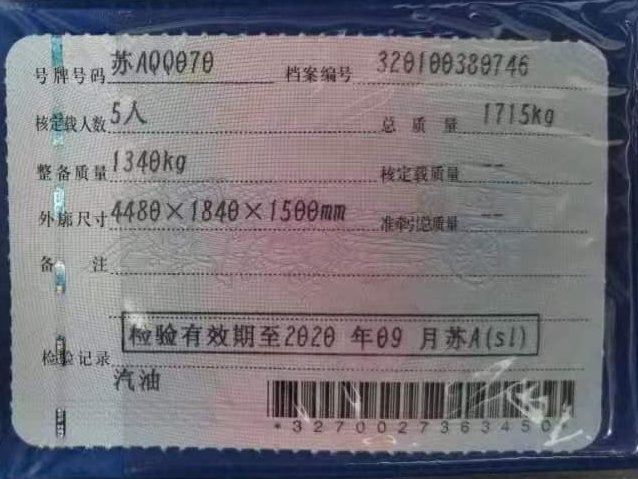 号牌号码 苏AQQ070 档案编号 320100380746
核定载人数 5人 总质量 1715kg
整备质量 1340kg 核定载质量 --
外廓尺寸 4480×1840×1500mm 准牵引总质量 --
备注
检验记录 检验有效期至2020 年09 月苏A(sl)
汽油
*3270027363450*